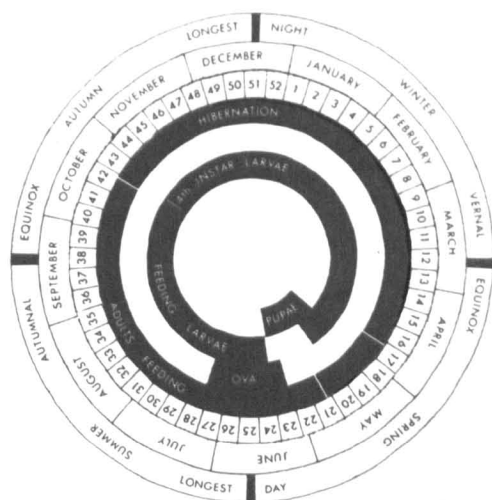 LONGEST NIGHT
WINTER
VERNAL EQUINOX
SPRING
LONGEST DAY
SUMMER
AUTUMNAL EQUINOX
AUTUMN
JANUARY
FEBRUARY
MARCH
APRIL
MAY
JUNE
JULY
AUGUST
SEPTEMBER
OCTOBER
NOVEMBER
DECEMBER
1 2 3 4 5 6 7 8 9 10 11 12 13 14 15 16 17 18 19 20 21 22 23 24 25 26 27 28 29 30 31 32 33 34 35 36 37 38 39 40 41 42 43 44 45 46 47 48 49 50 51 52
HIBERNATION
ADULTS FEEDING
OVA
FEEDING LARVAE
4th INSTAR LARVAE
PUPAE